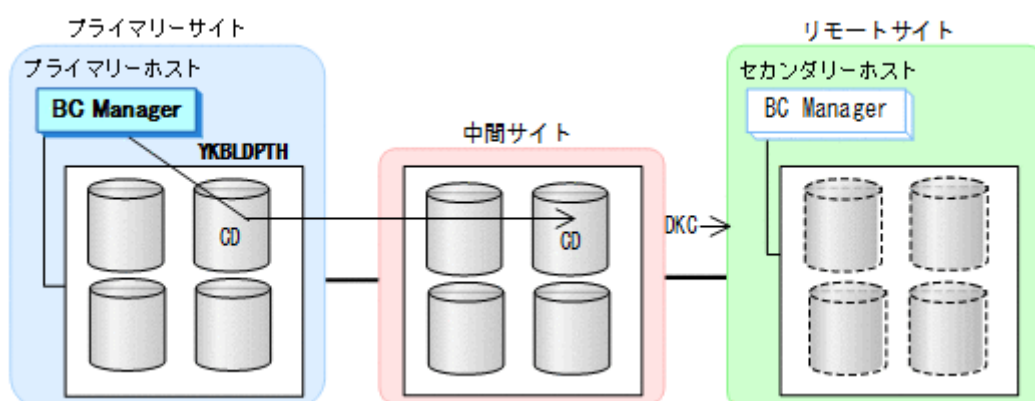 プライマリーサイト
プライマリーホスト
BC Manager
YKBLDPTH
CD
中間サイト
CD
DKC
リモートサイト
セカンダリーホスト
BC Manager